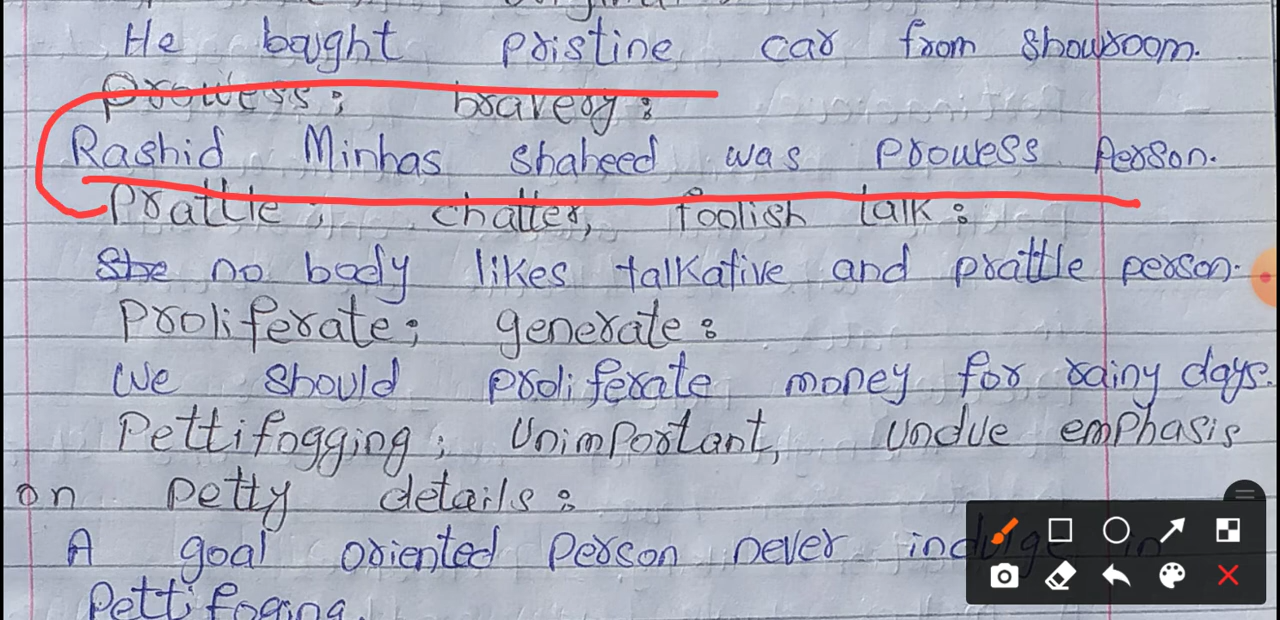 He bought pristine car from showroom.
Prowess; bravery:
Rashid Minhas shaheed was prowess person.
Prattle; chatter, foolish talk:
She no body likes talkative and prattle person.
Proliferate; generate:
We should proliferate money for rainy days.
Pettifogging; Unimportant, undue emphasis
on petty details:
A goal oriented person never indulge in
Pettifoging.